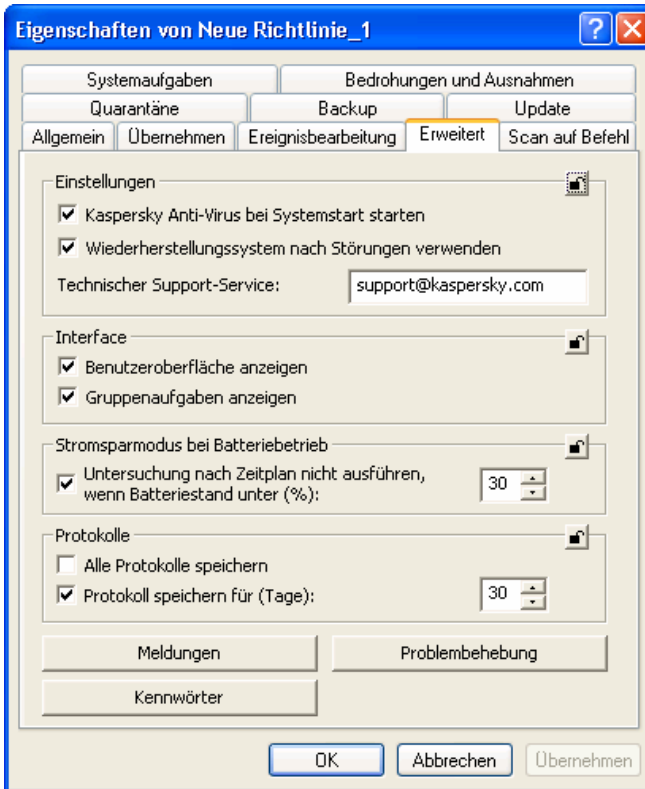 Eigenschaften von Neue Richtlinie_1
Systemaufgaben
Bedrohungen und Ausnahmen
Quarantäne
Backup
Update
Allgemein
Übernehmen
Ereignisbearbeitung
Erweitert
Scan auf Befehl
Einstellungen
Kaspersky Anti-Virus bei Systemstart starten
Wiederherstellungssystem nach Störungen verwenden
Technischer Support-Service:
support@kaspersky.com
Interface
Benutzeroberfläche anzeigen
Gruppenaufgaben anzeigen
Stromsparmodus bei Batteriebetrieb
Untersuchung nach Zeitplan nicht ausführen,
wenn Batteriestand unter (%):
30
Protokolle
Alle Protokolle speichern
Protokoll speichern für (Tage):
30
Meldungen
Problembehebung
Kennwörter
OK
Abbrechen
Übernehmen